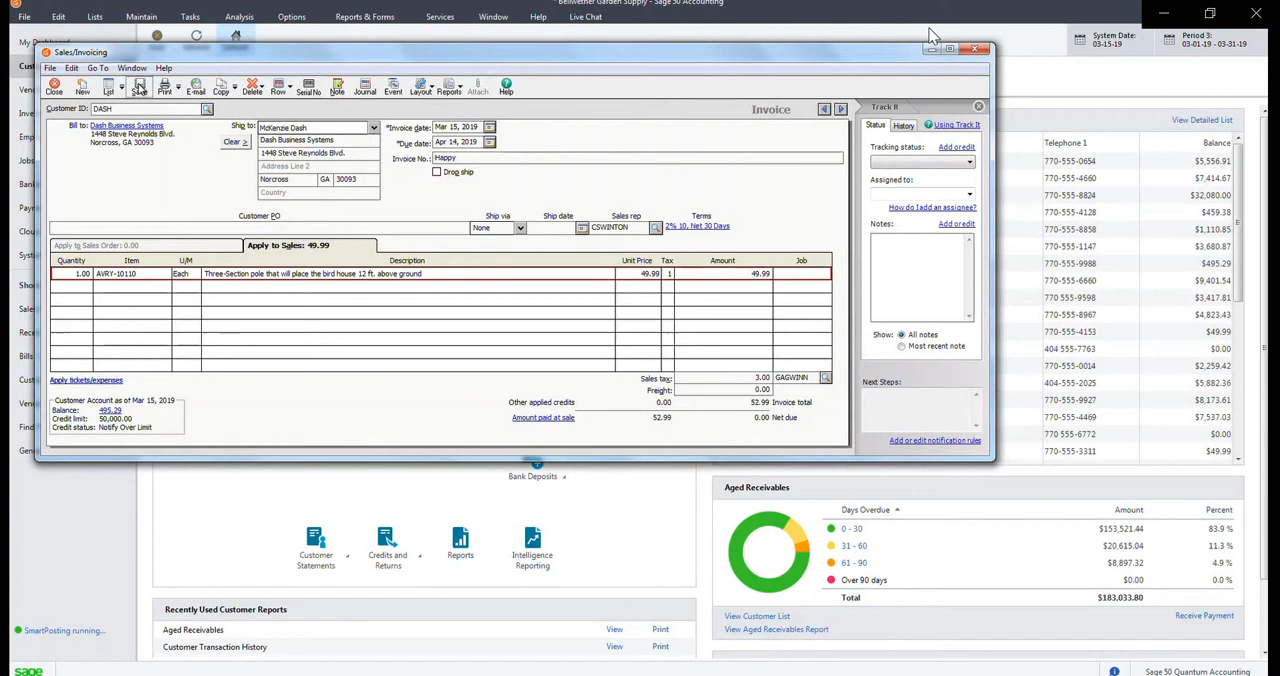 Bellwether Garden Supply - Sage 50 Accounting
File Edit Lists Maintain Tasks Analysis Options Reports & Forms Services Window Help Live Chat
System Date: 03-15-19
Period 3: 03-01-19 - 03-31-19
Sales/Invoicing
File Edit Go To Window Help
Close New List Save Print E-mail Copy Delete Row Serial No Note Journal Event Layout Reports Attach Help
Customer ID: DASH
Invoice
Bill to: Dash Business Systems
1448 Steve Reynolds Blvd.
Norcross, GA 30093
Ship to: McKenzie Dash
Clear >
Dash Business Systems
1448 Steve Reynolds Blvd.
Address Line 2
Norcross GA 30093
Country
*Invoice date: Mar 15, 2019
*Due date: Apr 14, 2019
Invoice No.: Happy
Drop ship
Customer PO Ship via Ship date Sales rep Terms
None CSWINTON 2% 10, Net 30 Days
Apply to Sales Order: 0.00 Apply to Sales: 49.99
Quantity Item U/M Description Unit Price Tax Amount Job
1.00 AVRY-10110 Each Three-Section pole that will place the bird house 12 ft. above ground 49.99 1 49.99
Apply tickets/expenses
Sales tax: 3.00 GAGWINN
Freight: 0.00
Other applied credits 0.00 52.99 Invoice total
Amount paid at sale 52.99 0.00 Net due
Customer Account as of Mar 15, 2019
Balance: 495.29
Credit limit: 50,000.00
Credit status: Notify Over Limit
Track It
Status History Using Track It
Tracking status: Add credit
Assigned to:
How do I add an assignee?
Notes: Add credit
Show: All notes
Most recent note
Next Steps:
Add or edit notification rules
View Detailed List
Telephone 1 Balance
770-555-0654 $5,556.91
770-555-4660 $7,414.67
770-555-8824 $32,080.00
770-555-2128 $459.38
770-555-8858 $1,110.85
770-555-1147 $3,680.87
770-555-9988 $495.29
770-555-6660 $9,401.54
770 555-9598 $3,417.81
770-555-8967 $4,823.43
770-555-4153 $49.99
404 555-7763 $0.00
770-555-0014 $2,259.42
404-555-2025 $5,882.36
770-555-9927 $8,173.61
770-555-4469 $7,537.03
770 555-6772 $0.00
770-555-3311 $49.99
Bank Deposits
Customer Statements
Credits and Returns
Reports
Intelligence Reporting
Recently Used Customer Reports
Aged Receivables View Print
Customer Transaction History View Print
Aged Receivables
Days Overdue Amount Percent
0 - 30 $153,521.44 83.9 %
31 - 60 $20,615.04 11.3 %
61 - 90 $8,897.32 4.9 %
Over 90 days $0.00 0.0 %
Total $183,033.80
View Customer List Receive Payment
View Aged Receivables Report
SmartPosting running...
sage
Sage 50 Quantum Accounting